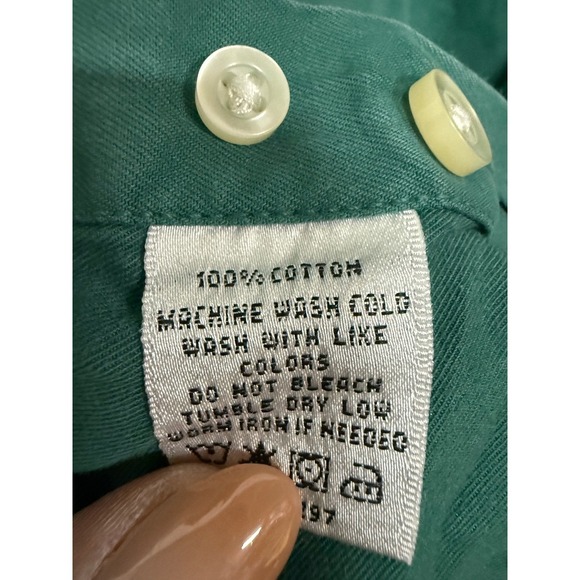 100% COTTON
MACHINE WASH COLD
WASH WITH LIKE
COLORS
DO NOT BLEACH
TUMBLE DRY LOW
WARM IRON IF NEEDED